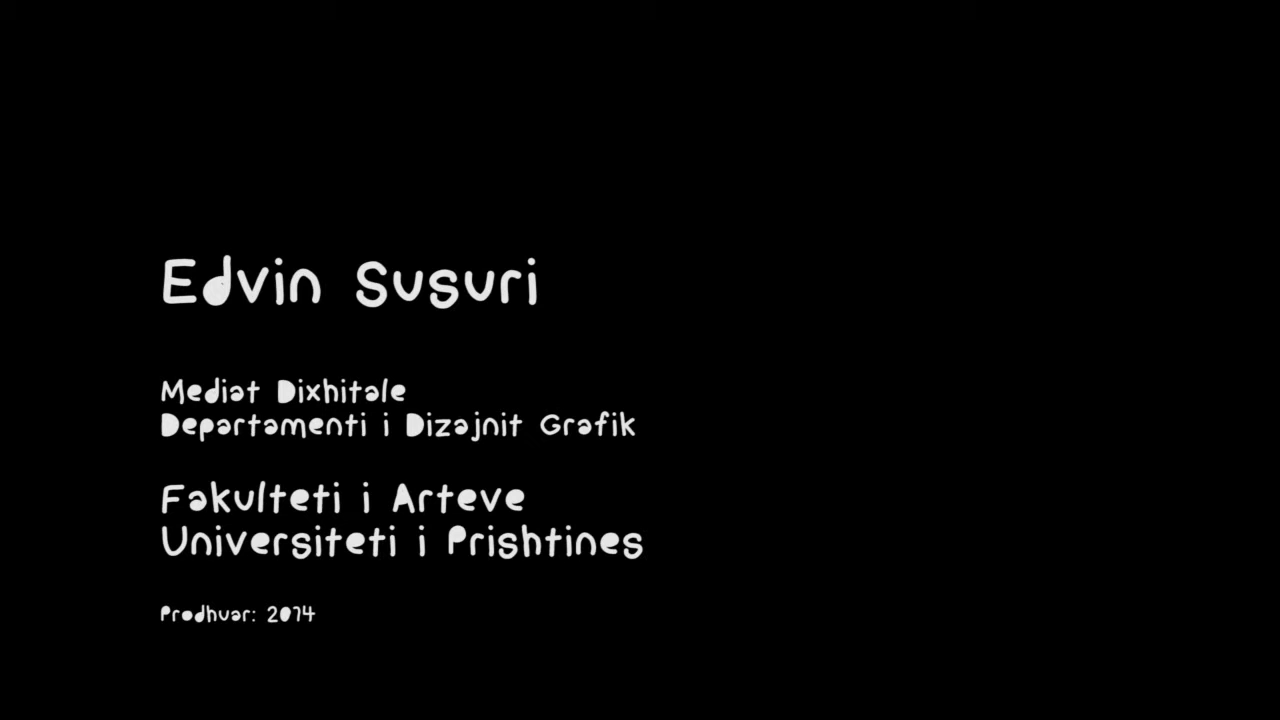 Edvin Susuri
Mediat Dixhitale
Departamenti i Dizajnit Grafik
Fakulteti i Arteve
Universiteti i Prishtines
Prodhuar: 2014